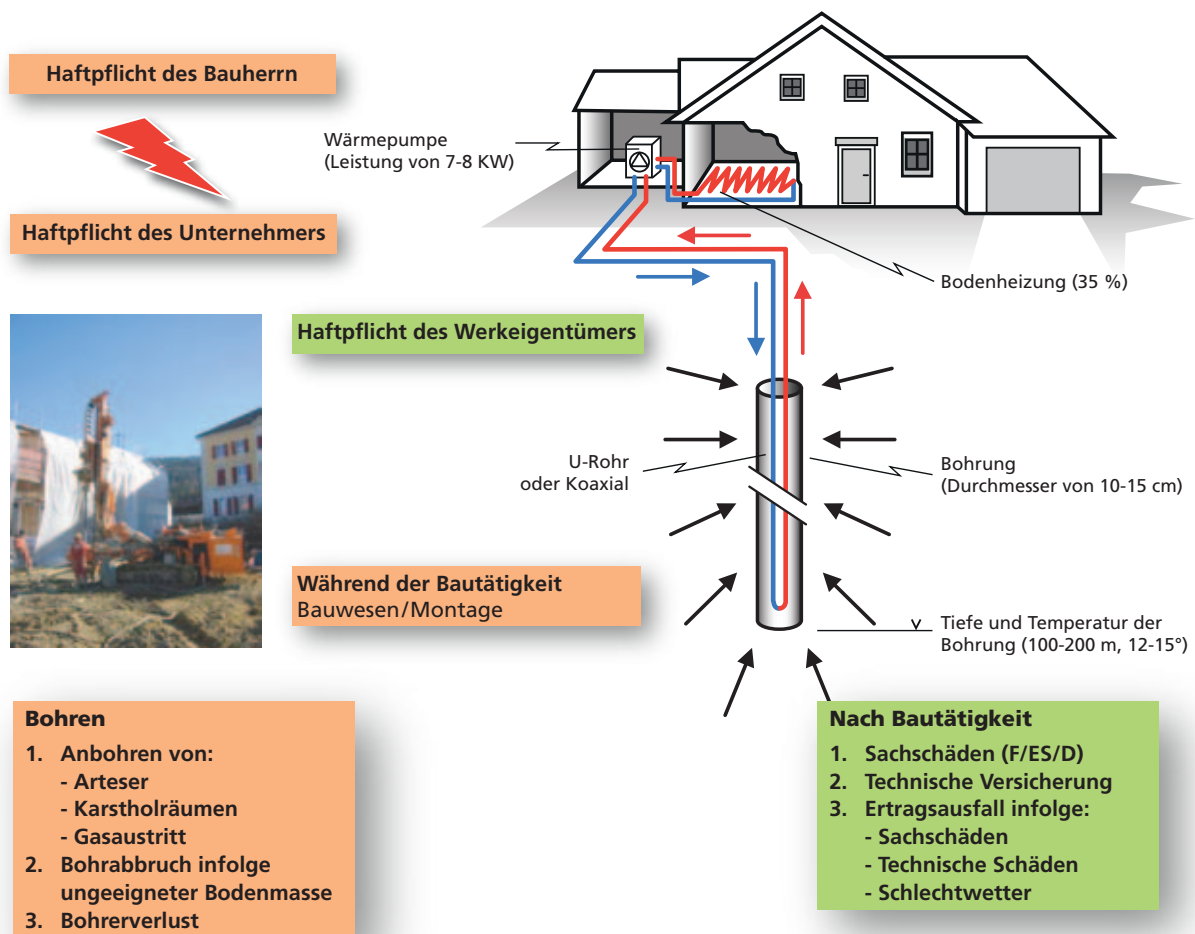 Haftpflicht des Bauherrn
Wärmepumpe
(Leistung von 7-8 KW)
Haftpflicht des Unternehmers
Bodenheizung (35 %)
Haftpflicht des Werkeigentümers
U-Rohr
oder Koaxial
Bohrung
(Durchmesser von 10-15 cm)
Während der Bautätigkeit
Bauwesen/Montage
Tiefe und Temperatur der
Bohrung (100-200 m, 12-15°)
Bohren
1. Anbohren von:
- Arteser
- Karstholräumen
- Gasaustritt
2. Bohrabbruch infolge
ungeeigneter Bodenmasse
3. Bohrerverlust
Nach Bautätigkeit
1. Sachschäden (F/ES/D)
2. Technische Versicherung
3. Ertragsausfall infolge:
- Sachschäden
- Technische Schäden
- Schlechtwetter